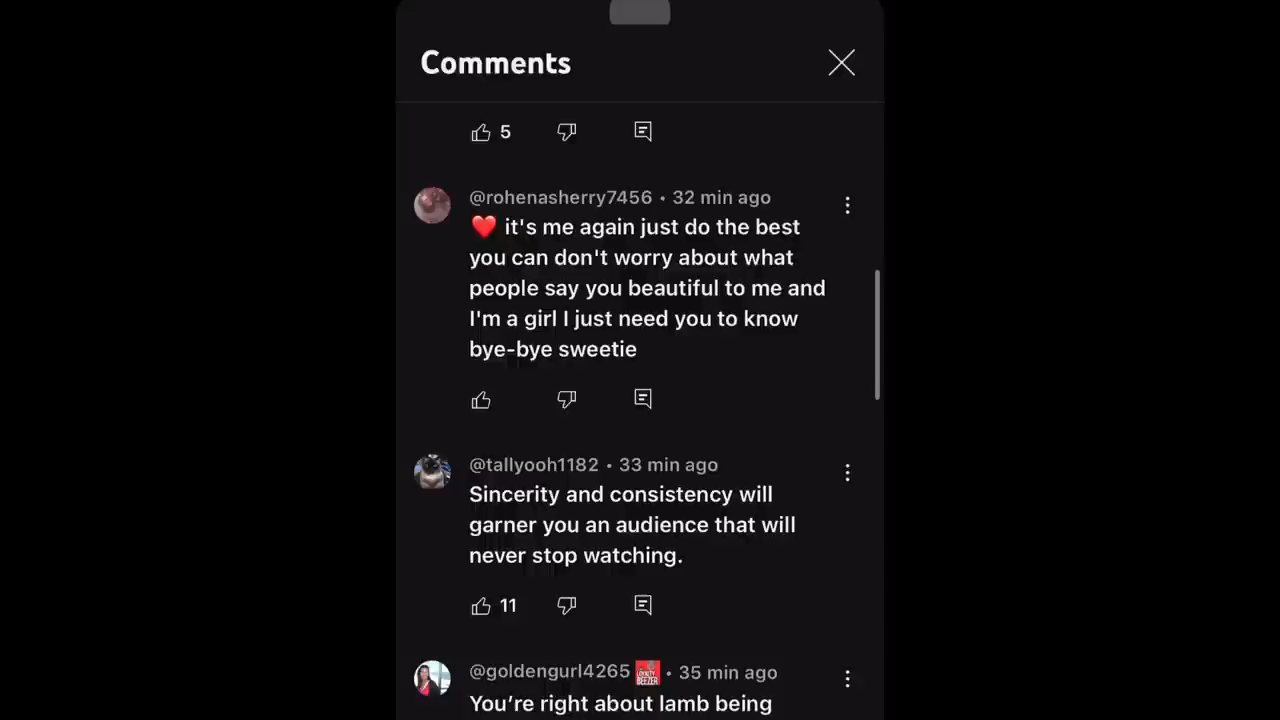 Comments
5
@rohenasherry7456 • 32 min ago
❤️ it's me again just do the best
you can don't worry about what
people say you beautiful to me and
I'm a girl I just need you to know
bye-bye sweetie
@tallyooh1182 • 33 min ago
Sincerity and consistency will
garner you an audience that will
never stop watching.
11
@goldengurl4265 • 35 min ago
You’re right about lamb being